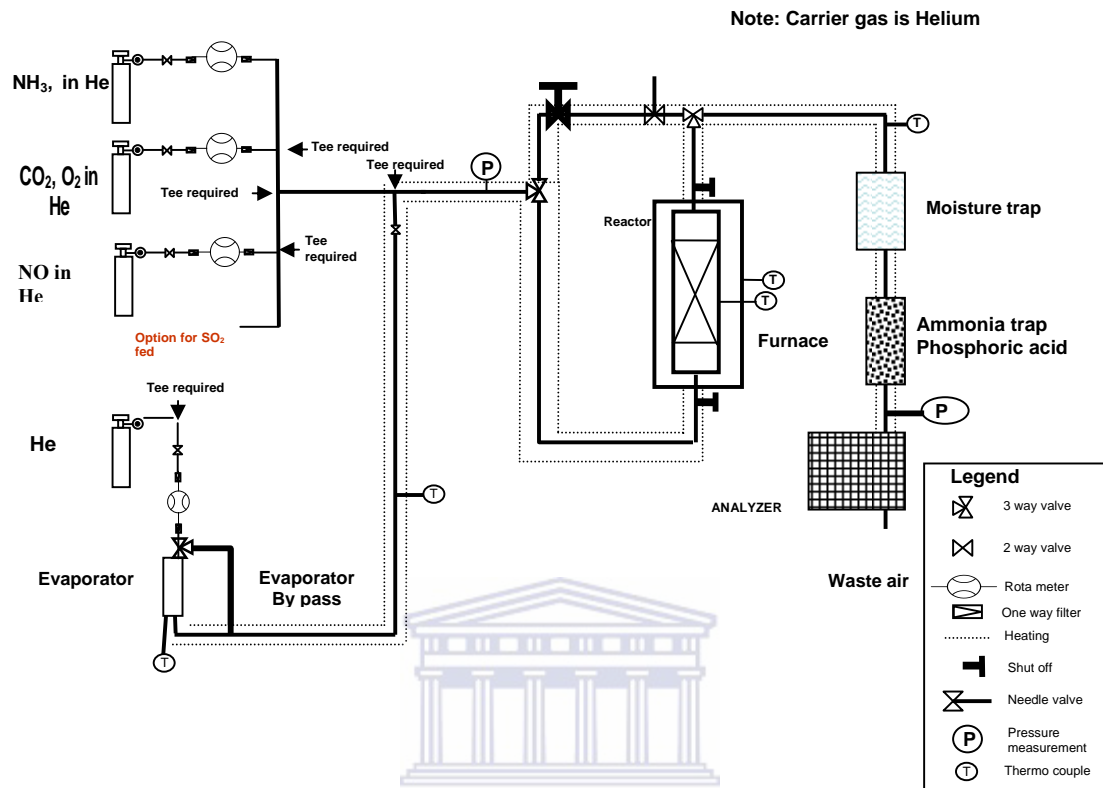 Note: Carrier gas is Helium
NH3, in He
CO2, O2 in
He
NO in
He
Tee required
Tee required
Tee required
Tee
required
Option for SO2
fed
P
T
Reactor
T
T
Furnace
Moisture trap
Ammonia trap
Phosphoric acid
P
ANALYZER
Waste air
Tee required
He
T
Evaporator
Evaporator
By pass
T
Legend
3 way valve
2 way valve
Rota meter
One way filter
Heating
Shut off
Needle valve
P
Pressure
measurement
T
Thermo couple